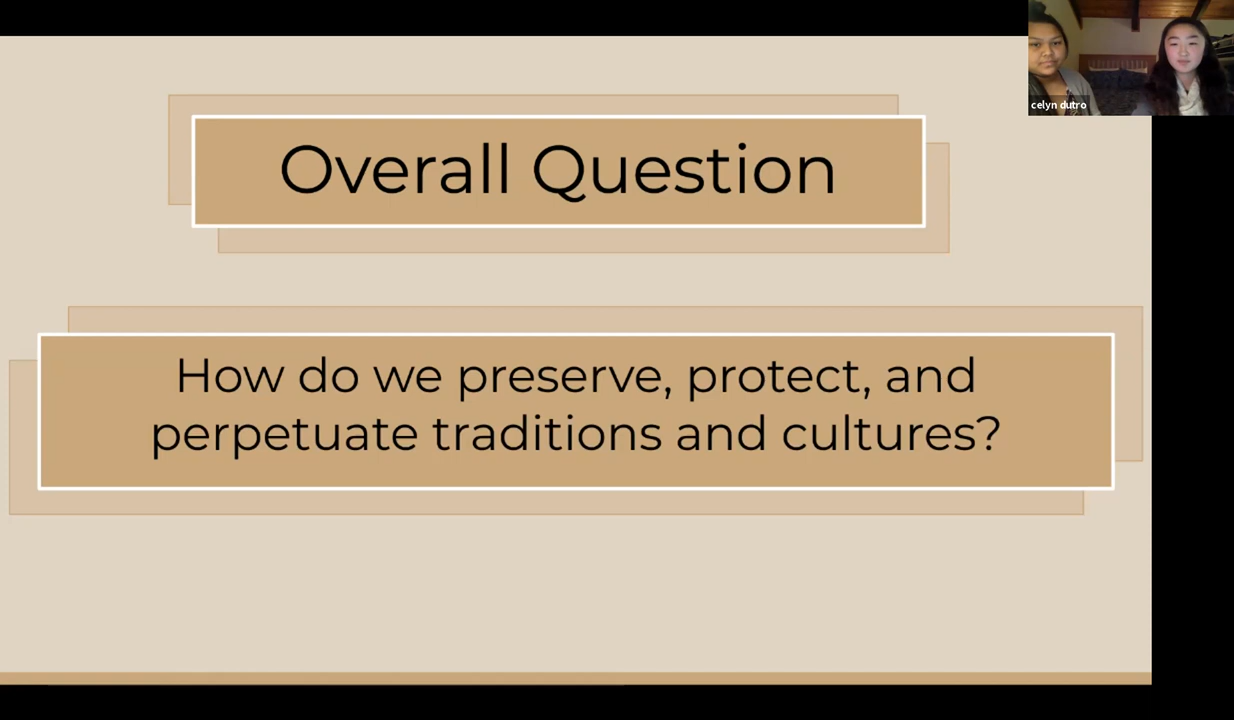 celyn dutro
Overall Question
How do we preserve, protect, and
perpetuate traditions and cultures?